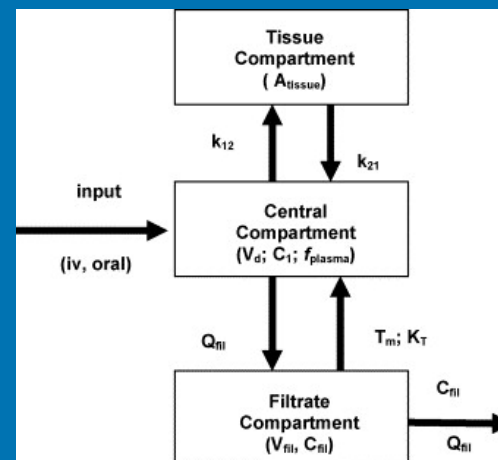 Tissue
Compartment
( Atissue)
k12
k21
input
(iv, oral)
Central
Compartment
(Vd; C1; fplasma)
Qfil
Tm; KT
Filtrate
Compartment
(Vfil, Cfil)
Cfil
Qfil